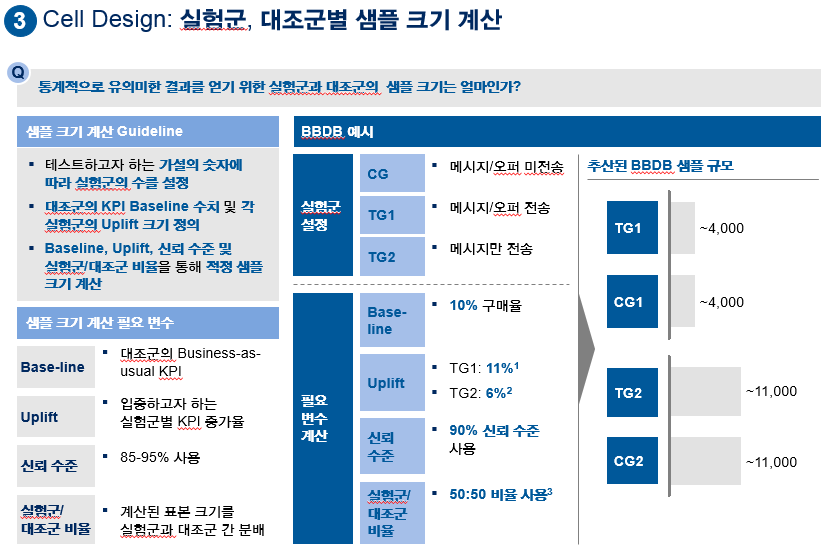 3 Cell Design: 실험군, 대조군별 샘플 크기 계산
Q
통계적으로 유의미한 결과를 얻기 위한 실험군과 대조군의 샘플 크기는 얼마인가?
샘플 크기 계산 Guideline
▪ 테스트하고자 하는 가설의 숫자에
따라 실험군의 수를 설정
▪ 대조군의 KPI Baseline 수치 및 각
실험군의 Uplift 크기 정의
▪ Baseline, Uplift, 신뢰 수준 및
실험군/대조군 비율을 통해 적정 샘플
크기 계산
샘플 크기 계산 필요 변수
Base-line
▪ 대조군의 Business-as-
usual KPI
Uplift
▪ 입증하고자 하는
실험군별 KPI 증가율
신뢰 수준
▪ 85-95% 사용
실험군/
대조군 비율
▪ 계산된 표본 크기를
실험군과 대조군 간 분배
BBDB 예시
실험군
설정
CG
▪ 메시지/오퍼 미전송
TG1
▪ 메시지/오퍼 전송
TG2
▪ 메시지만 전송
필요
변수
계산
Base-
line
▪ 10% 구매율
Uplift
▪ TG1: 11%¹
▪ TG2: 6%²
신뢰
수준
▪ 90% 신뢰 수준
사용
실험군/
대조군
비율
▪ 50:50 비율 사용³
추산된 BBDB 샘플 규모
TG1
~4,000
CG1
~4,000
TG2
~11,000
CG2
~11,000